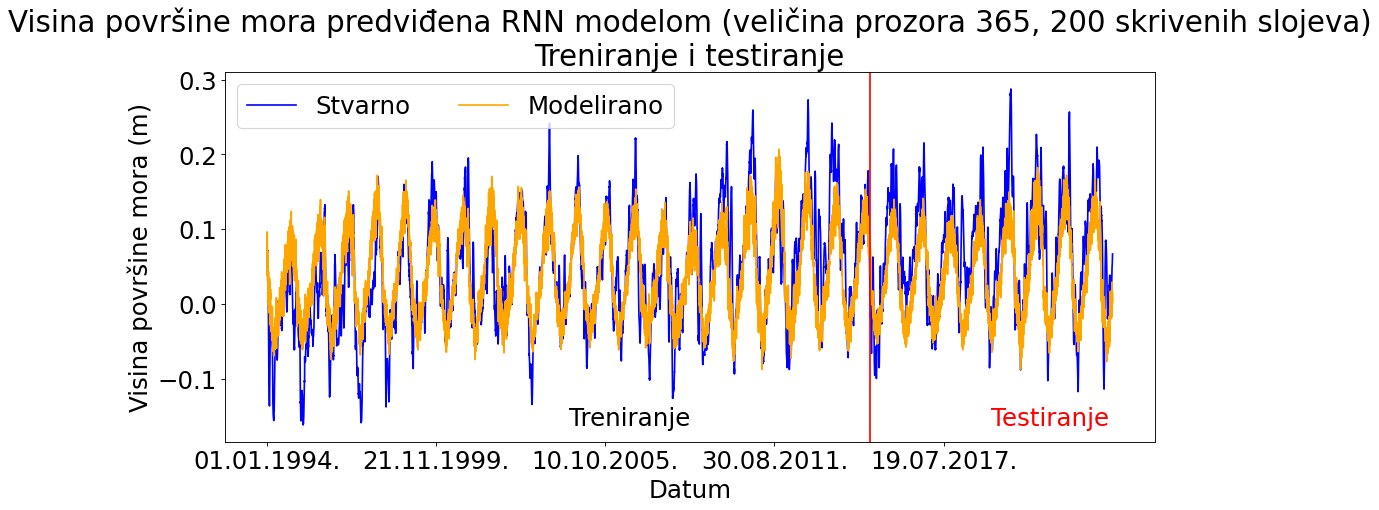 Visina površine mora predviđena RNN modelom (veličina prozora 365, 200 skrivenih slojeva)
Treniranje i testiranje
Stvarno
Modelirano
Visina površine mora (m)
0.3
0.2
0.1
0.0
−0.1
Treniranje
Testiranje
01.01.1994.
21.11.1999.
10.10.2005.
30.08.2011.
19.07.2017.
Datum